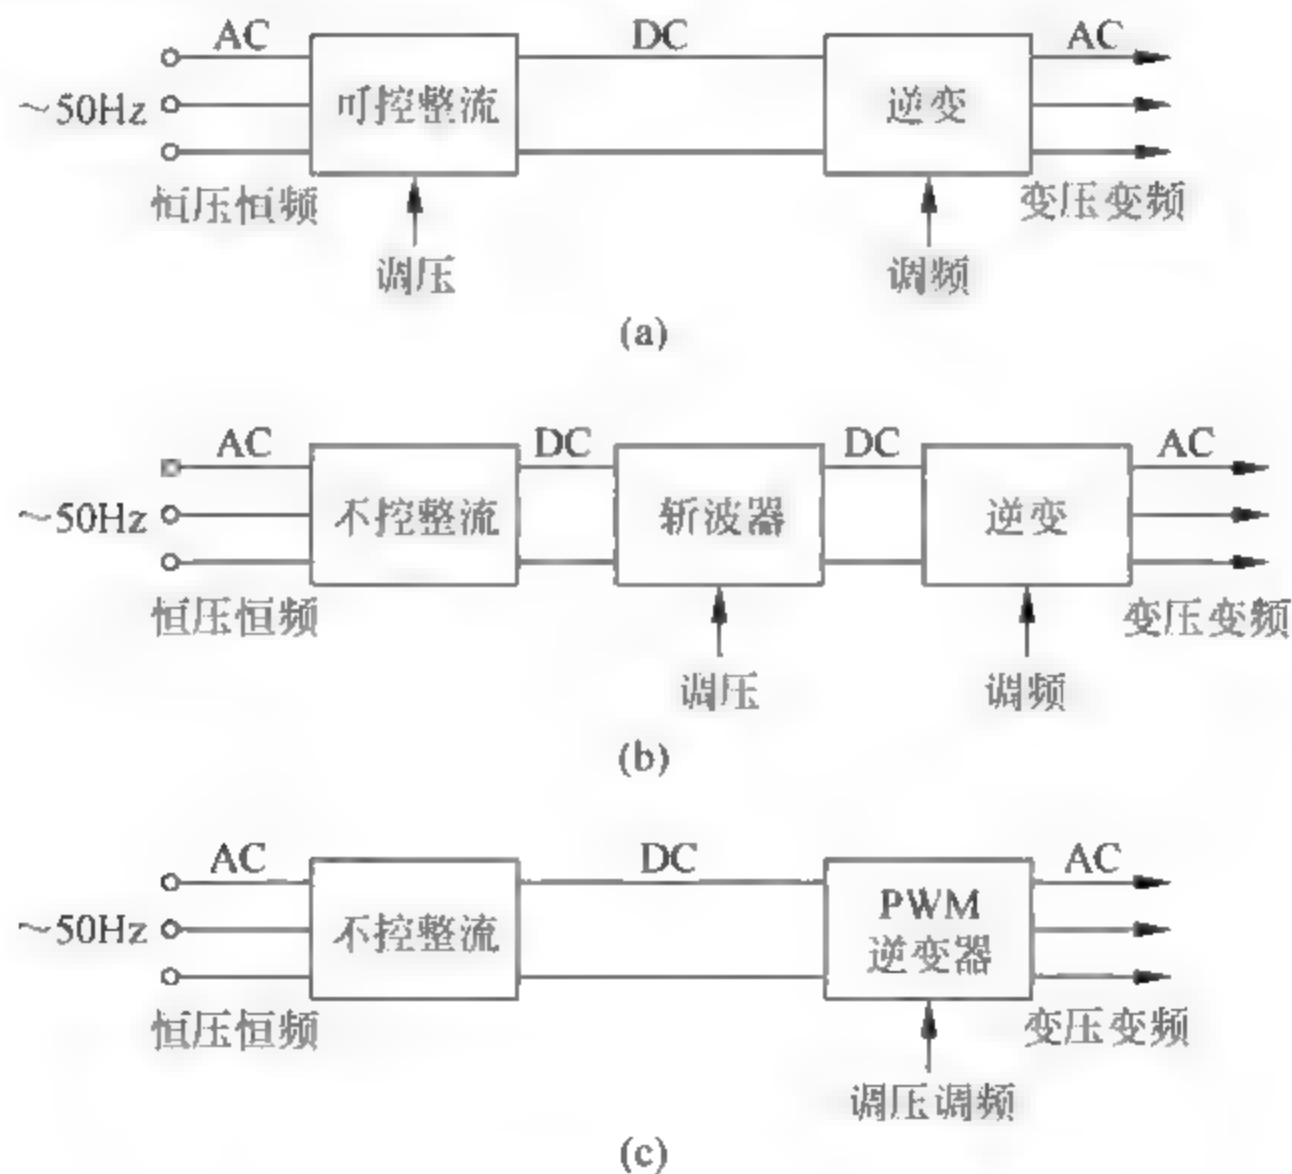 AC DC AC
~50Hz 可控整流 逆变
恒压恒频 变压变频
调压 调频
(a)
AC DC DC AC
~50Hz 不控整流 斩波器 逆变
恒压恒频 变压变频
调压 调频
(b)
AC DC AC
PWM
~50Hz 不控整流 逆变器
恒压恒频 变压变频
调压调频
(c)